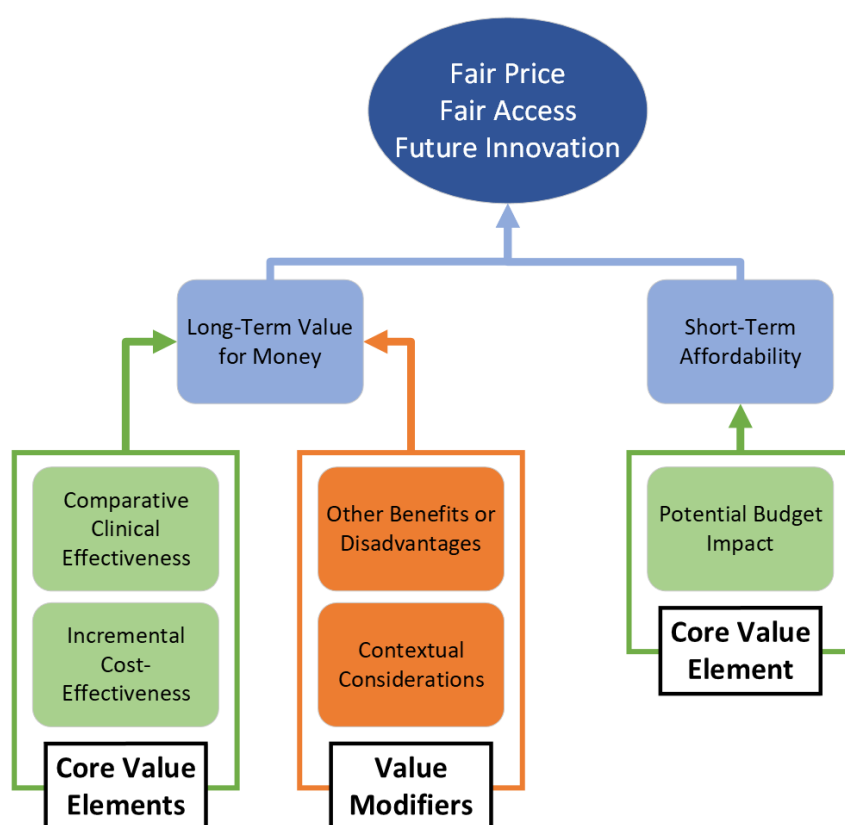 Fair Price
Fair Access
Future Innovation
Long-Term Value
for Money
Short-Term
Affordability
Comparative
Clinical
Effectiveness
Other Benefits or
Disadvantages
Potential Budget
Impact
Incremental
Cost-
Effectiveness
Contextual
Considerations
Core Value
Element
Core Value
Elements
Value
Modifiers